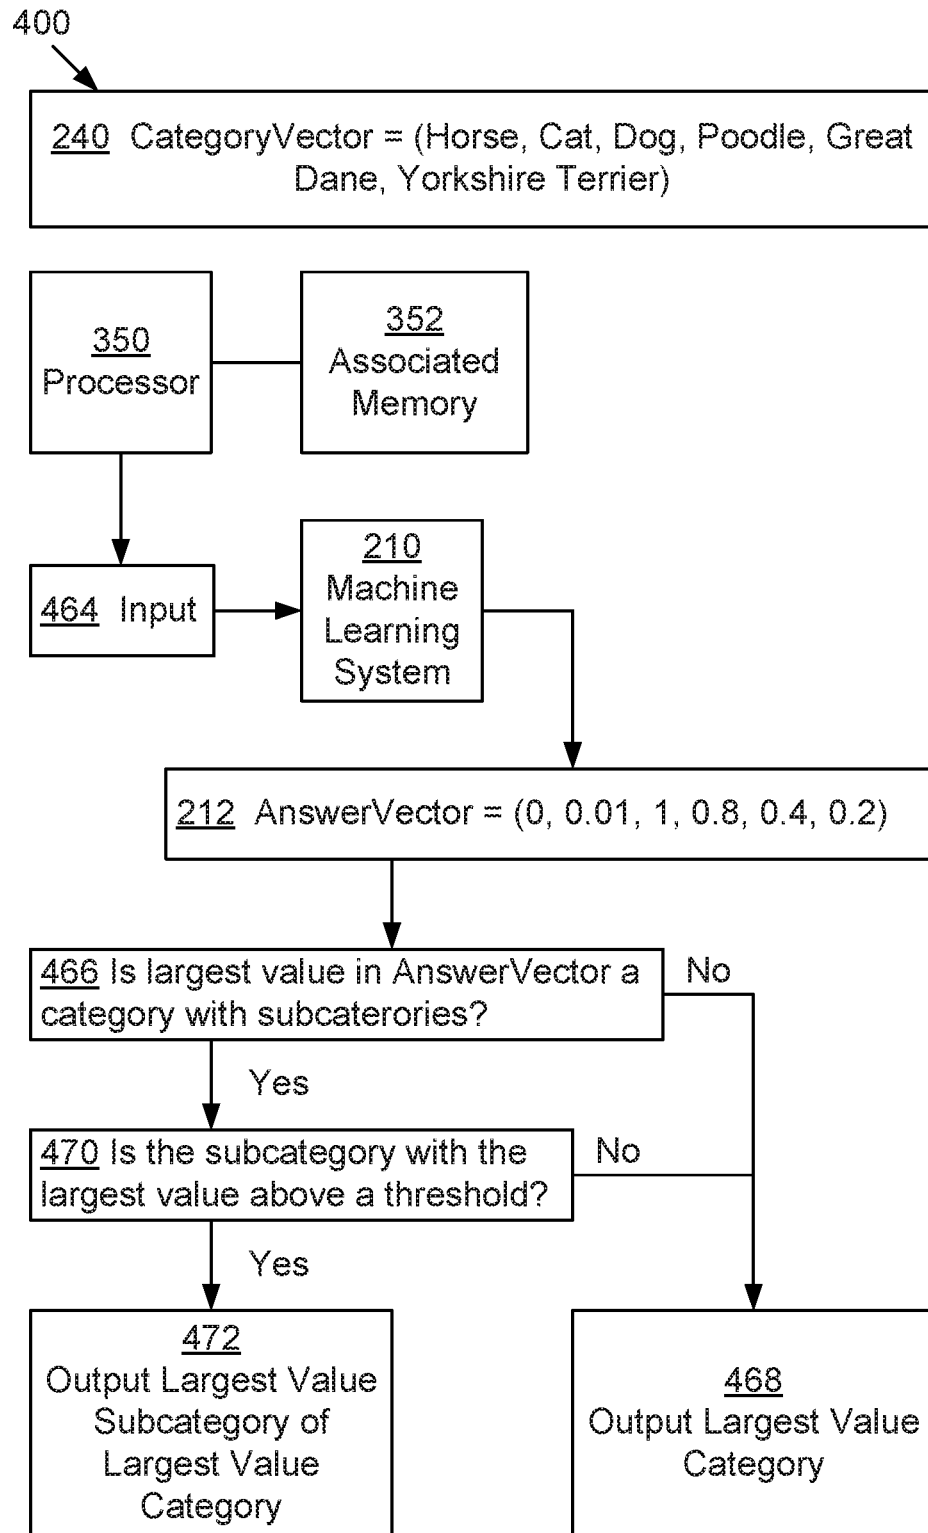 400
240 CategoryVector = (Horse, Cat, Dog, Poodle, Great
Dane, Yorkshire Terrier)
350
Processor
352
Associated
Memory
464 Input
210
Machine
Learning
System
212 AnswerVector = (0, 0.01, 1, 0.8, 0.4, 0.2)
466 Is largest value in AnswerVector a
category with subcaterories?
No
Yes
470 Is the subcategory with the
largest value above a threshold?
No
Yes
472
Output Largest Value
Subcategory of
Largest Value
Category
468
Output Largest Value
Category